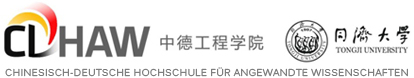 CDHAW 中德工程学院 同濟大學
TONGJI UNIVERSITY
CHINESISCH-DEUTSCHE HOCHSCHULE FÜR ANGEWANDTE WISSENSCHAFTEN